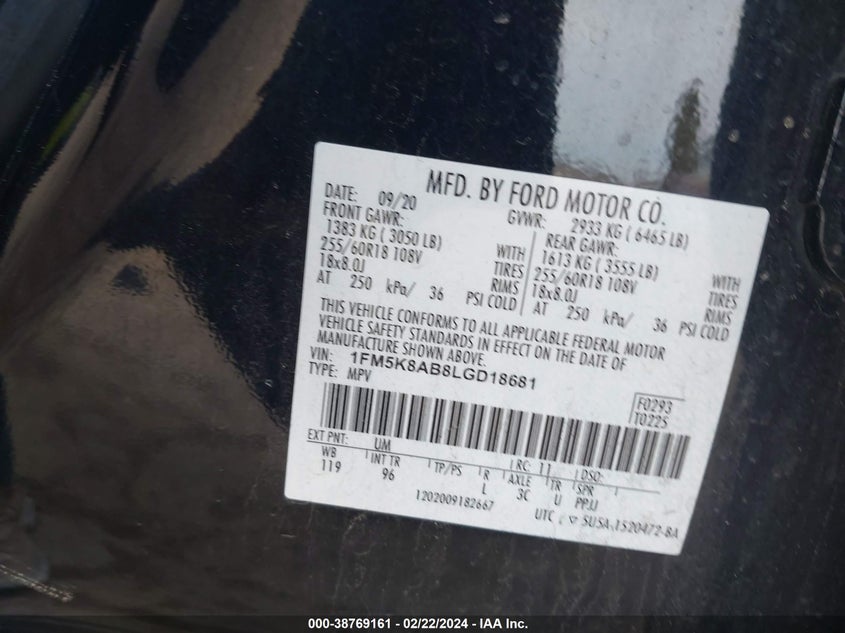 MFD. BY FORD MOTOR CO.
DATE: 09/20 GVWR: 2933 KG ( 6465 LB)
FRONT GAWR: REAR GAWR:
1383 KG ( 3050 LB) WITH 1613 KG ( 3555 LB) WITH
255/60R18 108V TIRES 255/60R18 108V TIRES
18x8.0J RIMS 18x8.0J RIMS
AT 250 kPa/ 36 PSI COLD AT 250 kPa/ 36 PSI COLD
THIS VEHICLE CONFORMS TO ALL APPLICABLE FEDERAL MOTOR
VEHICLE SAFETY STANDARDS IN EFFECT ON THE DATE OF
MANUFACTURE SHOWN ABOVE.
VIN: 1FM5K8AB8LGD18681
TYPE: MPV
F0293
T0225
EXT PNT: UM RC: 11 DSO:
WB INT TR TP/PS R AXLE TR SPR
119 96 L 3C U PPJJ
1202009182667 UTC ▽ 5USA-1520472-BA
000-38769161 - 02/22/2024 - IAA Inc.